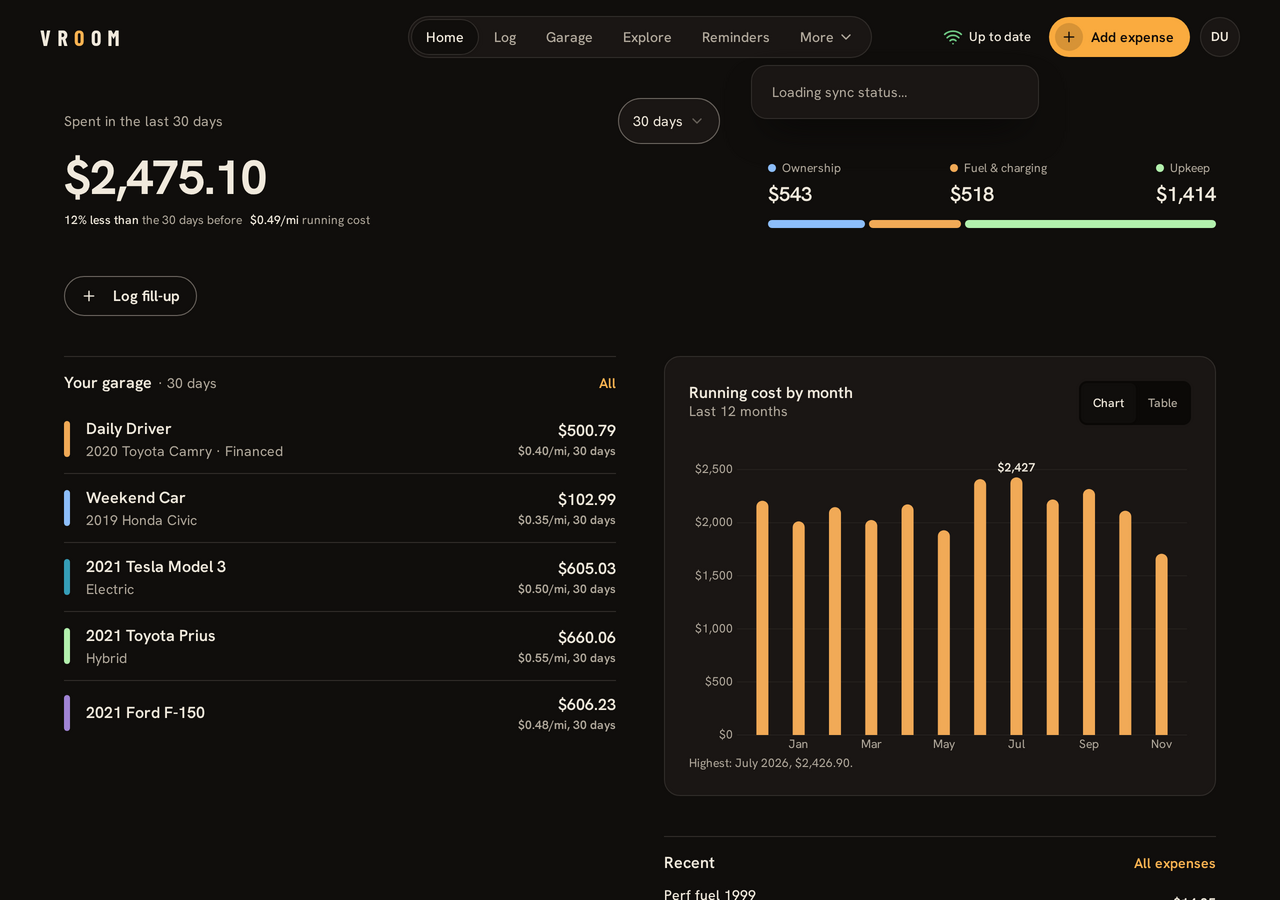 VROOM
Home Log Garage Explore Reminders More
Up to date
Add expense
DU
Loading sync status…
Spent in the last 30 days
30 days
$2,475.10
12% less than the 30 days before $0.49/mi running cost
Ownership
$543
Fuel & charging
$518
Upkeep
$1,414
Log fill-up
Your garage · 30 days
All
Daily Driver
2020 Toyota Camry · Financed
$500.79
$0.40/mi, 30 days
Weekend Car
2019 Honda Civic
$102.99
$0.35/mi, 30 days
2021 Tesla Model 3
Electric
$605.03
$0.50/mi, 30 days
2021 Toyota Prius
Hybrid
$660.06
$0.55/mi, 30 days
2021 Ford F-150
$606.23
$0.48/mi, 30 days
Running cost by month
Last 12 months
Chart Table
$2,427
$2,500
$2,000
$1,500
$1,000
$500
$0
Jan Mar May Jul Sep Nov
Highest: July 2026, $2,426.90.
Recent
All expenses
Perf fuel 1999